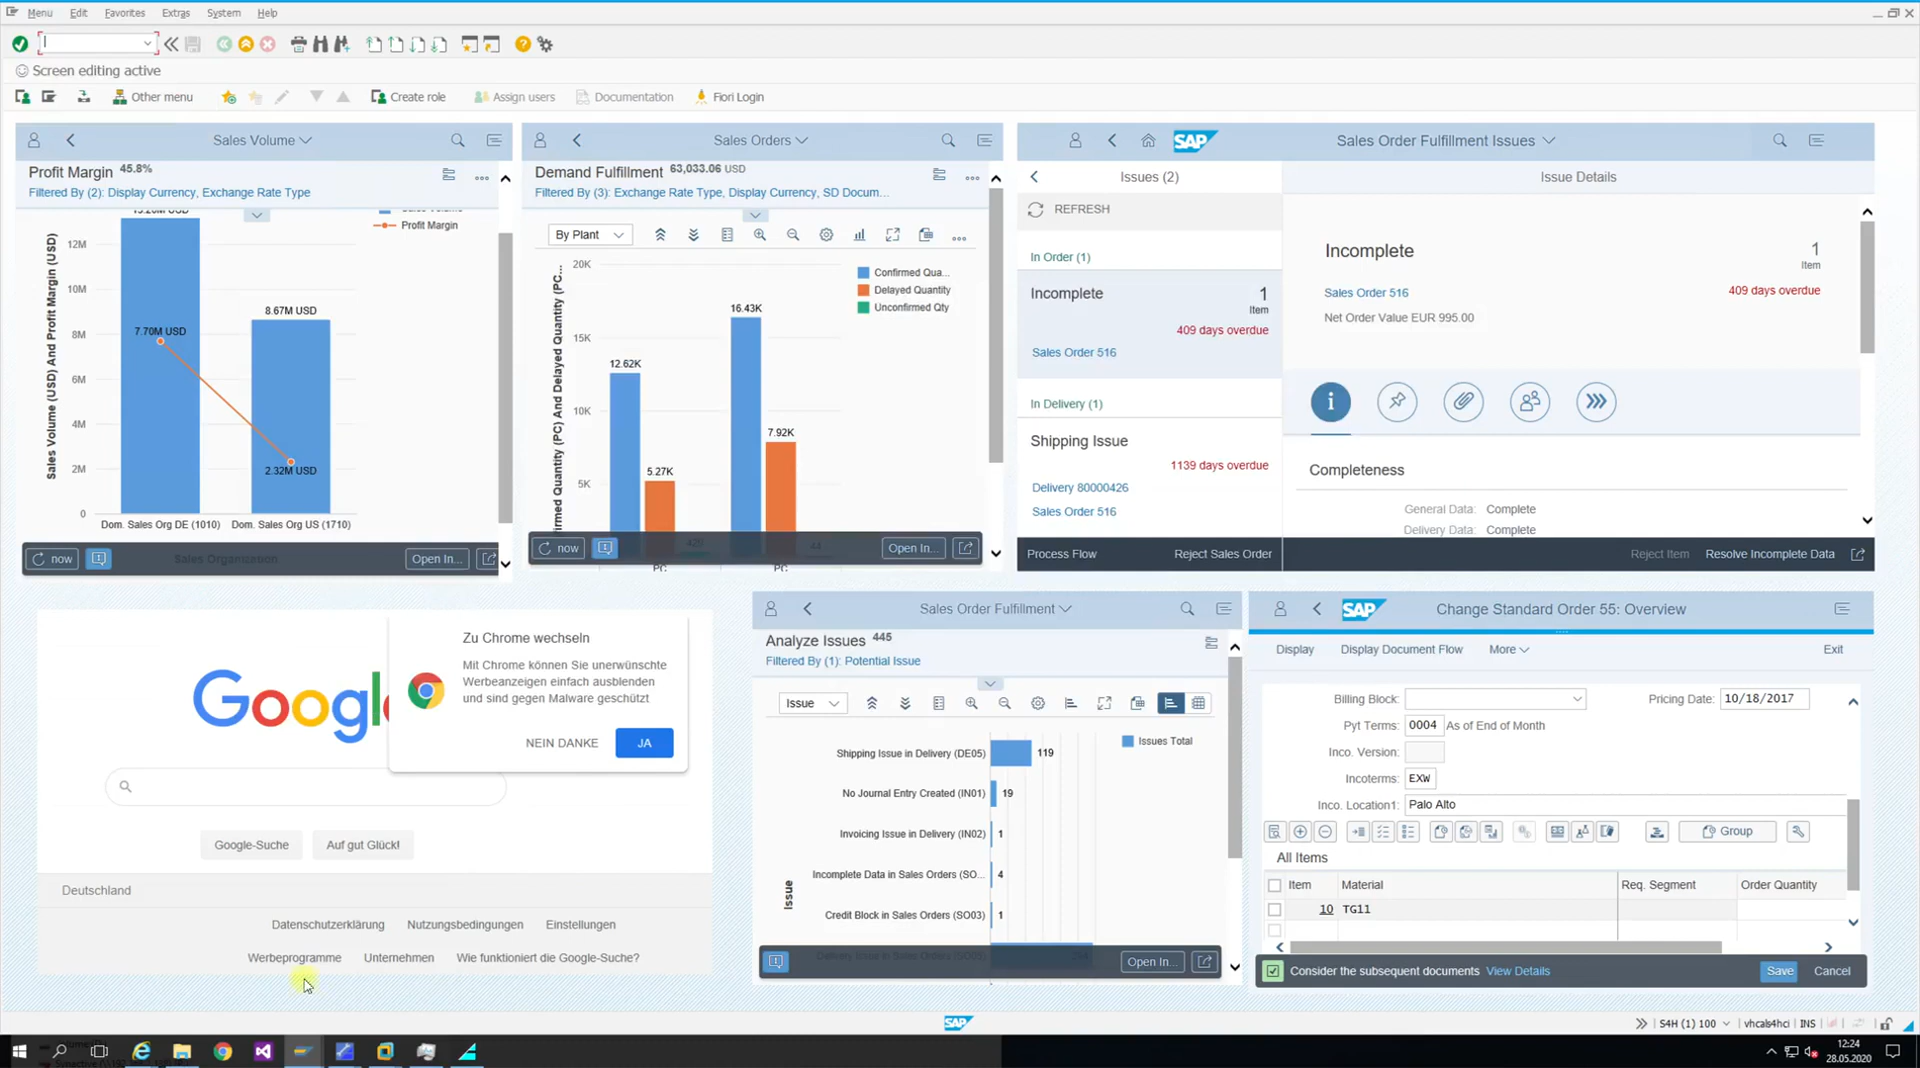 Menu Edit Favorites Extras System Help
Screen editing active
Other menu Create role Assign users Documentation Fiori Login
Sales Volume
Profit Margin 45.8%
Filtered By (2): Display Currency, Exchange Rate Type
Profit Margin
Sales Volume (USD) And Profit Margin (USD)
12M
8M
6M
4M
2M
0
7.70M USD
8.67M USD
2.32M USD
Dom. Sales Org DE (1010) Dom. Sales Org US (1710)
Sales Organization
now Open In...
Sales Orders
Demand Fulfillment 63,033.06 USD
Filtered By (3): Exchange Rate Type, Display Currency, SD Docum...
By Plant
20K
15K
10K
5K
12.62K
5.27K
16.43K
7.92K
Confirmed Qua...
Delayed Quantity
Unconfirmed Qty
firmed Quantity (PC) And Delayed Quantity (PC...
now Open In...
PC PC
SAP Sales Order Fulfillment Issues
Issues (2)
REFRESH
In Order (1)
Incomplete 1
Item
409 days overdue
Sales Order 516
In Delivery (1)
Shipping Issue
1139 days overdue
Delivery 80000426
Sales Order 516
Process Flow Reject Sales Order
Issue Details
Incomplete 1
Item
Sales Order 516 409 days overdue
Net Order Value EUR 995.00
Completeness
General Data: Complete
Delivery Data: Complete
Reject Item Resolve Incomplete Data
Google
Zu Chrome wechseln
Mit Chrome können Sie unerwünschte
Werbeanzeigen einfach ausblenden
und sind gegen Malware geschützt
NEIN DANKE JA
Google-Suche Auf gut Glück!
Deutschland
Datenschutzerklärung Nutzungsbedingungen Einstellungen
Werbeprogramme Unternehmen Wie funktioniert die Google-Suche?
Sales Order Fulfillment
Analyze Issues 445
Filtered By (1): Potential Issue
Issue
Issues Total
Issue
Shipping Issue in Delivery (DE05) 119
No Journal Entry Created (IN01) 19
Invoicing Issue in Delivery (IN02) 1
Incomplete Data in Sales Orders (SO... 4
Credit Block in Sales Orders (SO03) 1
Open In...
SAP Change Standard Order 55: Overview
Display Display Document Flow More Exit
Billing Block: Pricing Date: 10/18/2017
Pyt Terms: 0004 As of End of Month
Inco. Version:
Incoterms: EXW
Inco. Location1: Palo Alto
Group
All Items
Item Material Req. Segment Order Quantity
10 TG11
Consider the subsequent documents View Details Save Cancel
SAP S4H (1) 100 vhcals4hci INS
12:24
28.05.2020